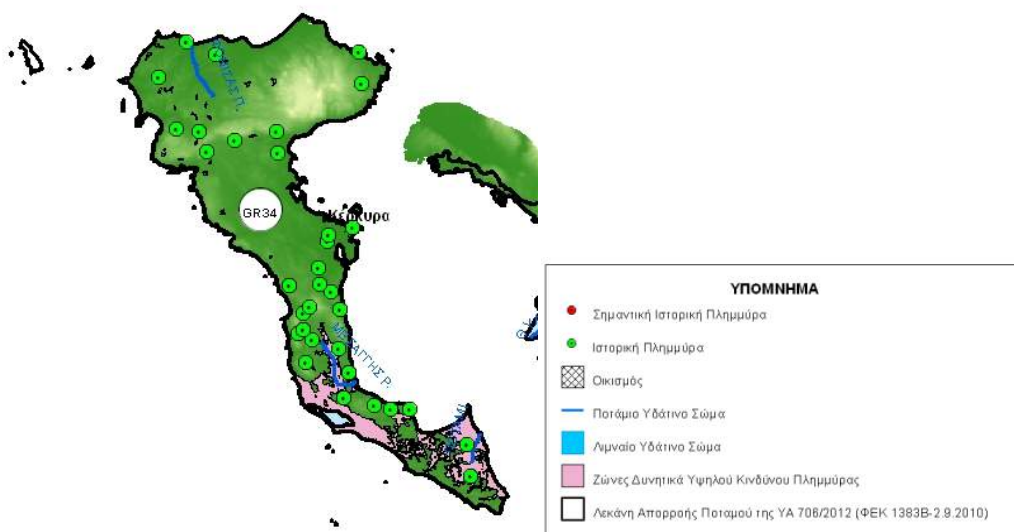 GR34
Κέρκυρα
ΜΕΣΑΓΓΗΣ Ρ.
ΥΠΟΜΝΗΜΑ
Σημαντική Ιστορική Πλημμύρα
Ιστορική Πλημμύρα
Οικισμός
Ποτάμιο Υδάτινο Σώμα
Λιμναίο Υδάτινο Σώμα
Ζώνες Δυνητικά Υψηλού Κινδύνου Πλημμύρας
Λεκάνη Απορροής Ποταμού της ΥΑ 706/2012 (ΦΕΚ 1383Β-2.9.2010)